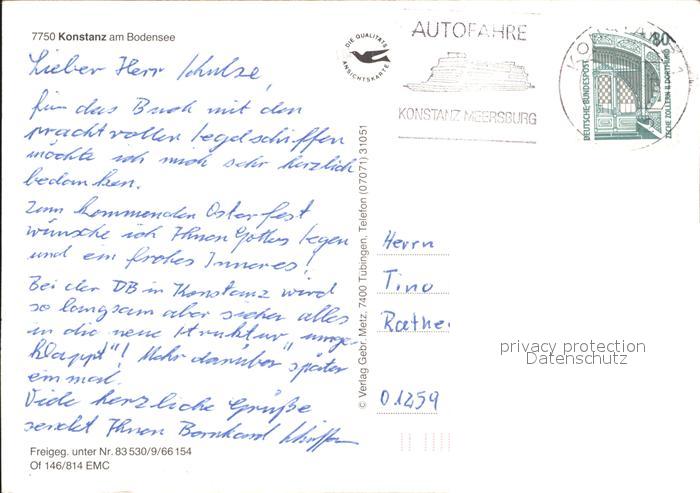 7750 Konstanz am Bodensee
DIE QUALITÄTS
ANSICHTSKARTE
AUTOFÄHRE
KONSTANZ MEERSBURG
80
DEUTSCHE BUNDESPOST
ZECHE ZOLLERN II DORTMUND
Lieber Herr Schulze,
für das Buch mit den
prachtvollen Segelschiffen
möchte ich mich sehr herzlich
bedanken.
Zum kommenden Osterfest
wünsche ich Ihnen Gottes Segen
und ein frohes Inneres!
Bei der DB in Konstanz wird
so langsam aber sicher alles
in die neue Struktur „umge-
klappt"! Mehr darüber später
einmal.
Viele herzliche Grüße
sendet Ihnen Bernhard
© Verlag Gebr. Metz, 7400 Tübingen, Telefon (07071) 31051
Herrn
Tino
Rathe
01259
privacy protection
Datenschutz
Freigeg. unter Nr. 83 530/9/66 154
Of 146/814 EMC